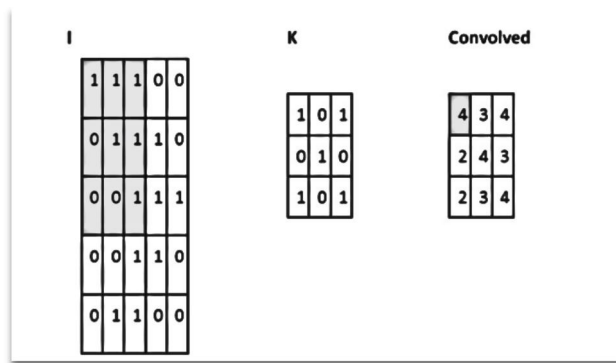 I K Convolved
1 1 1 0 0
0 1 1 1 0
0 0 1 1 1
0 0 1 1 0
0 1 1 0 0
1 0 1
0 1 0
1 0 1
4 3 4
2 4 3
2 3 4